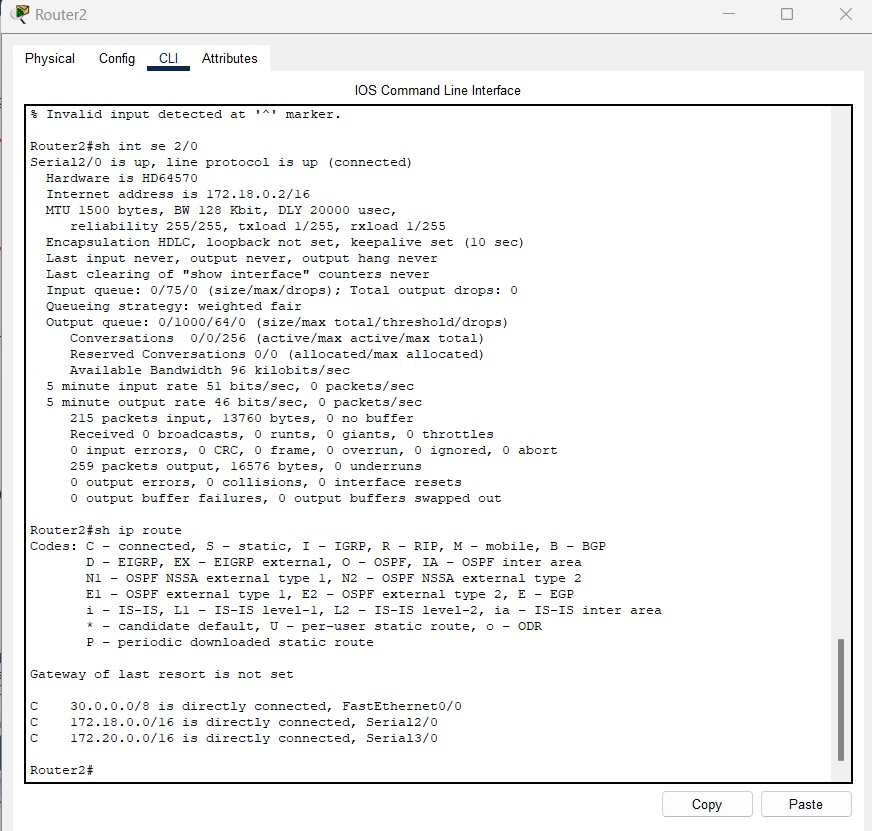 Router2
Physical Config CLI Attributes
IOS Command Line Interface
% Invalid input detected at '^' marker.
Router2#sh int se 2/0
Serial2/0 is up, line protocol is up (connected)
Hardware is HD64570
Internet address is 172.18.0.2/16
MTU 1500 bytes, BW 128 Kbit, DLY 20000 usec,
reliability 255/255, txload 1/255, rxload 1/255
Encapsulation HDLC, loopback not set, keepalive set (10 sec)
Last input never, output never, output hang never
Last clearing of "show interface" counters never
Input queue: 0/75/0 (size/max/drops); Total output drops: 0
Queueing strategy: weighted fair
Output queue: 0/1000/64/0 (size/max total/threshold/drops)
Conversations  0/0/256 (active/max active/max total)
Reserved Conversations 0/0 (allocated/max allocated)
Available Bandwidth 96 kilobits/sec
5 minute input rate 51 bits/sec, 0 packets/sec
5 minute output rate 46 bits/sec, 0 packets/sec
215 packets input, 13760 bytes, 0 no buffer
Received 0 broadcasts, 0 runts, 0 giants, 0 throttles
0 input errors, 0 CRC, 0 frame, 0 overrun, 0 ignored, 0 abort
259 packets output, 16576 bytes, 0 underruns
0 output errors, 0 collisions, 0 interface resets
0 output buffer failures, 0 output buffers swapped out
Router2#sh ip route
Codes: C - connected, S - static, I - IGRP, R - RIP, M - mobile, B - BGP
D - EIGRP, EX - EIGRP external, O - OSPF, IA - OSPF inter area
N1 - OSPF NSSA external type 1, N2 - OSPF NSSA external type 2
E1 - OSPF external type 1, E2 - OSPF external type 2, E - EGP
i - IS-IS, L1 - IS-IS level-1, L2 - IS-IS level-2, ia - IS-IS inter area
* - candidate default, U - per-user static route, o - ODR
P - periodic downloaded static route
Gateway of last resort is not set
C    30.0.0.0/8 is directly connected, FastEthernet0/0
C    172.18.0.0/16 is directly connected, Serial2/0
C    172.20.0.0/16 is directly connected, Serial3/0
Router2#
Copy Paste